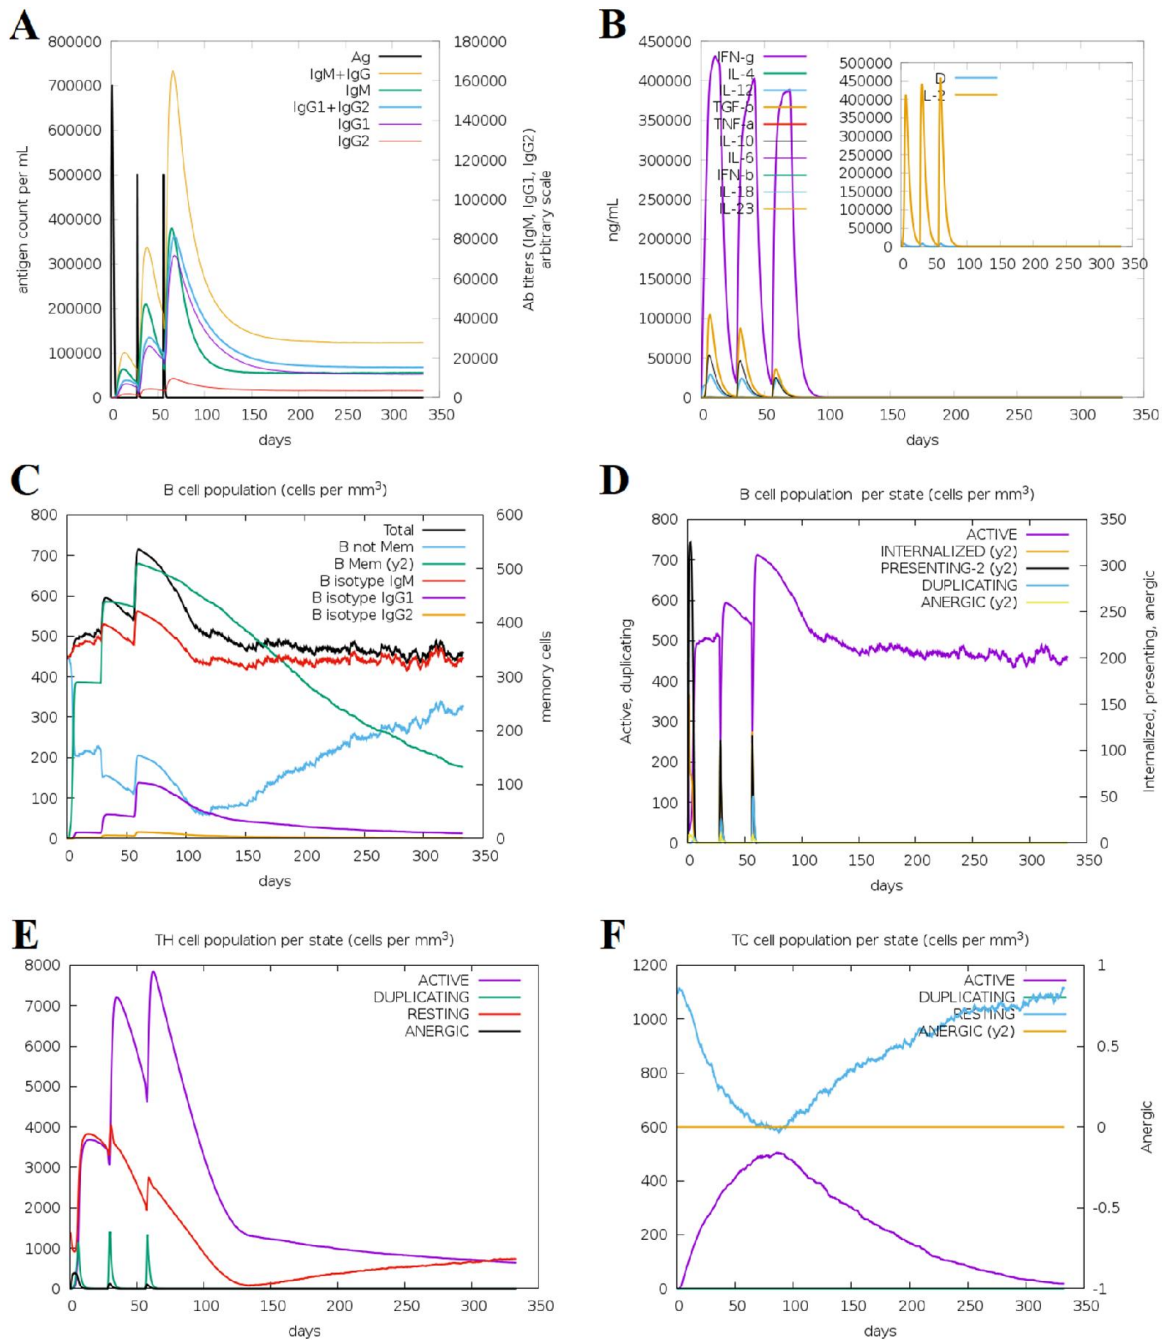 A
800000
700000
600000
500000
400000
300000
200000
100000
0
antigen count per mL
Ag
IgM+IgG
IgM
IgG1+IgG2
IgG1
IgG2
180000
160000
140000
120000
100000
80000
60000
40000
20000
0
Ab titers (IgM, IgG1, IgG2)
arbitrary scale
0 50 100 150 200 250 300 350
days
B
450000
400000
350000
300000
250000
200000
150000
100000
50000
0
ng/mL
IFN-g
IL-4
IL-12
TGF-b
TNF-a
IL-10
IL-6
IFN-b
IL-18
IL-23
500000
450000
400000
350000
300000
250000
200000
150000
100000
50000
0
D
IL-2
0 50 100 150 200 250 300 350
0 50 100 150 200 250 300 350
days
C
B cell population (cells per mm³)
800
700
600
500
400
300
200
100
0
Total
B not Mem
B Mem (y2)
B isotype IgM
B isotype IgG1
B isotype IgG2
600
500
400
300
200
100
0
memory cells
0 50 100 150 200 250 300 350
days
D
B cell population per state (cells per mm³)
800
700
600
500
400
300
200
100
0
Active, duplicating
ACTIVE
INTERNALIZED (y2)
PRESENTING-2 (y2)
DUPLICATING
ANERGIC (y2)
350
300
250
200
150
100
50
0
Internalized, presenting, anergic
0 50 100 150 200 250 300 350
days
E
TH cell population per state (cells per mm³)
8000
7000
6000
5000
4000
3000
2000
1000
0
ACTIVE
DUPLICATING
RESTING
ANERGIC
0 50 100 150 200 250 300 350
days
F
TC cell population per state (cells per mm³)
1200
1000
800
600
400
200
0
ACTIVE
DUPLICATING
RESTING
ANERGIC (y2)
1
0.5
0
-0.5
-1
Anergic
0 50 100 150 200 250 300 350
days